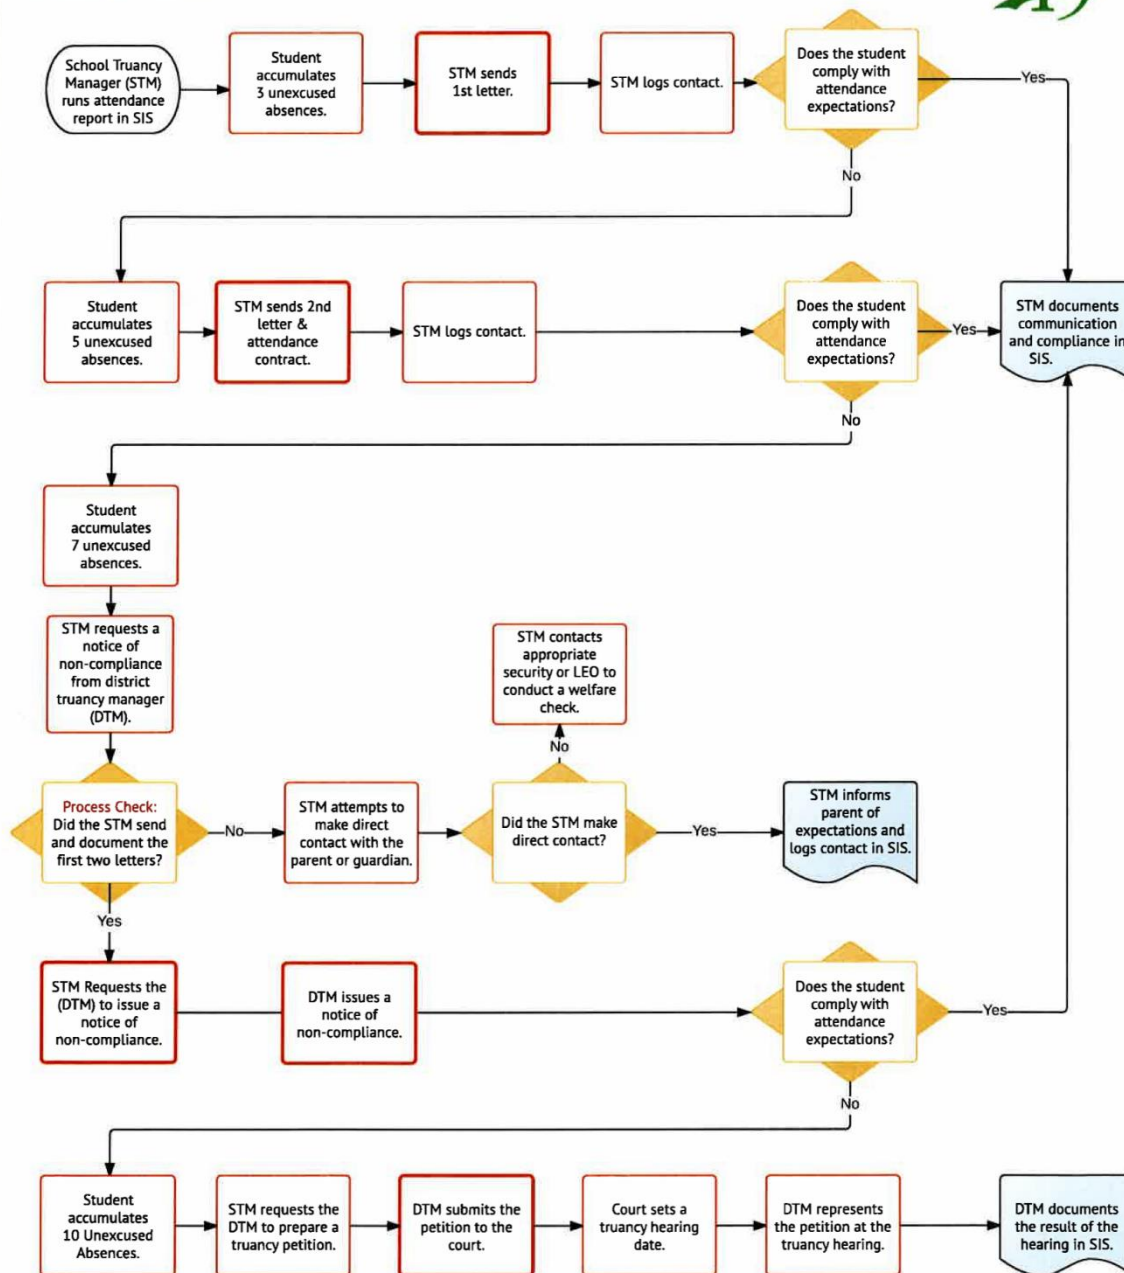 School Truancy
Manager (STM)
runs attendance
report in SIS
Student
accumulates
3 unexcused
absences.
STM sends
1st letter.
STM logs contact.
Does the student
comply with
attendance
expectations?
Yes
No
Student
accumulates
5 unexcused
absences.
STM sends 2nd
letter &
attendance
contract.
STM logs contact.
Does the student
comply with
attendance
expectations?
Yes
STM documents
communication
and compliance in
SIS.
No
Student
accumulates
7 unexcused
absences.
STM requests a
notice of
non-compliance
from district
truancy manager
(DTM).
STM contacts
appropriate
security or LEO to
conduct a welfare
check.
No
Process Check:
Did the STM send
and document the
first two letters?
No
STM attempts to
make direct
contact with the
parent or guardian.
Did the STM make
direct contact?
Yes
STM informs
parent of
expectations and
logs contact in SIS.
Yes
STM Requests the
(DTM) to issue a
notice of
non-compliance.
DTM issues a
notice of
non-compliance.
Does the student
comply with
attendance
expectations?
Yes
No
Student
accumulates
10 Unexcused
Absences.
STM requests the
DTM to prepare a
truancy petition.
DTM submits the
petition to the
court.
Court sets a
truancy hearing
date.
DTM represents
the petition at the
truancy hearing.
DTM documents
the result of the
hearing in SIS.